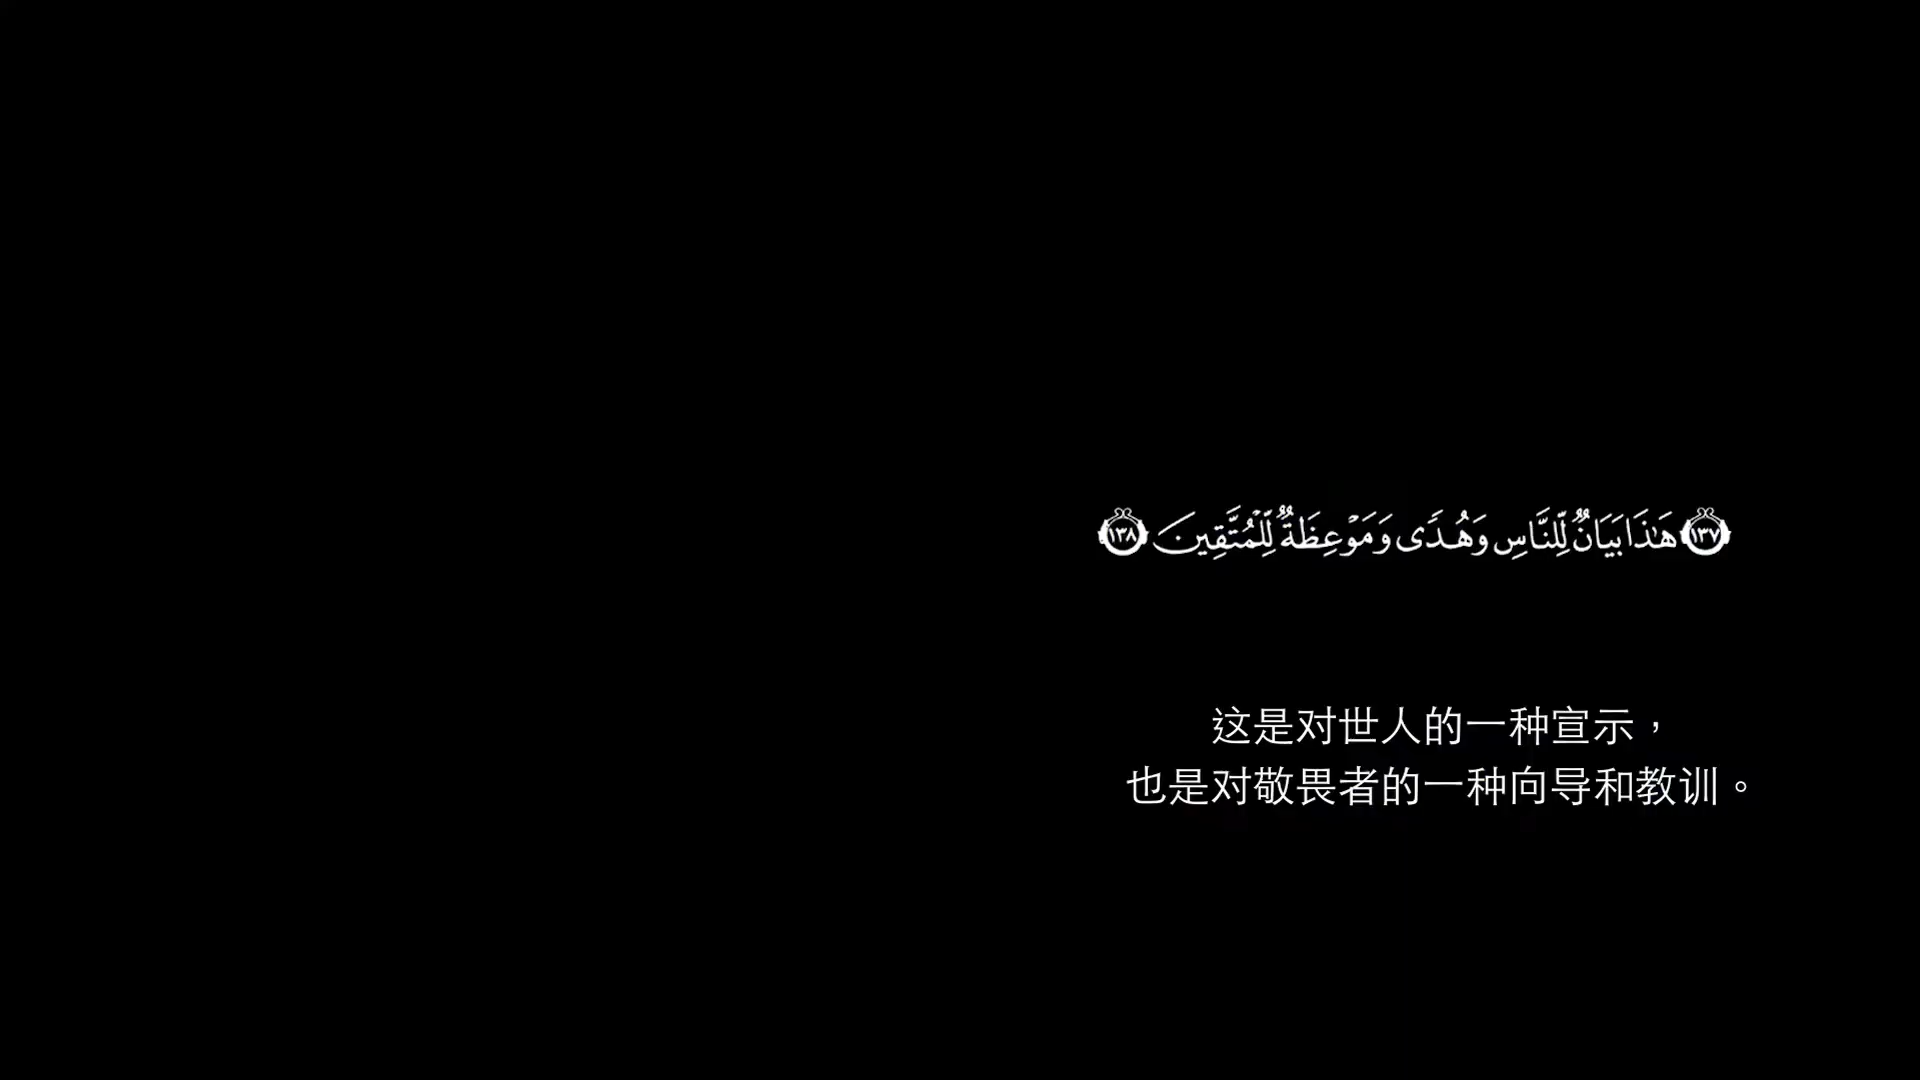 ١٣٧ هَـٰذَا بَيَانٌ لِّلنَّاسِ وَهُدًى وَمَوْعِظَةٌ لِّلْمُتَّقِينَ ١٣٨
这是对世人的一种宣示，
也是对敬畏者的一种向导和教训。